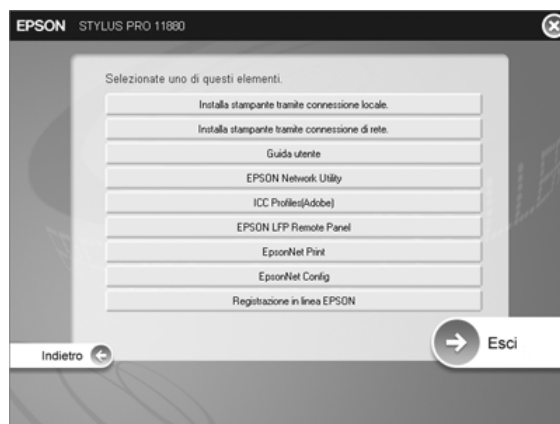 EPSON STYLUS PRO 11880
Selezionate uno di questi elementi.
Installa stampante tramite connessione locale.
Installa stampante tramite connessione di rete.
Guida utente
EPSON Network Utility
ICC Profiles(Adobe)
EPSON LFP Remote Panel
EpsonNet Print
EpsonNet Config
Registrazione in linea EPSON
Indietro
Esci